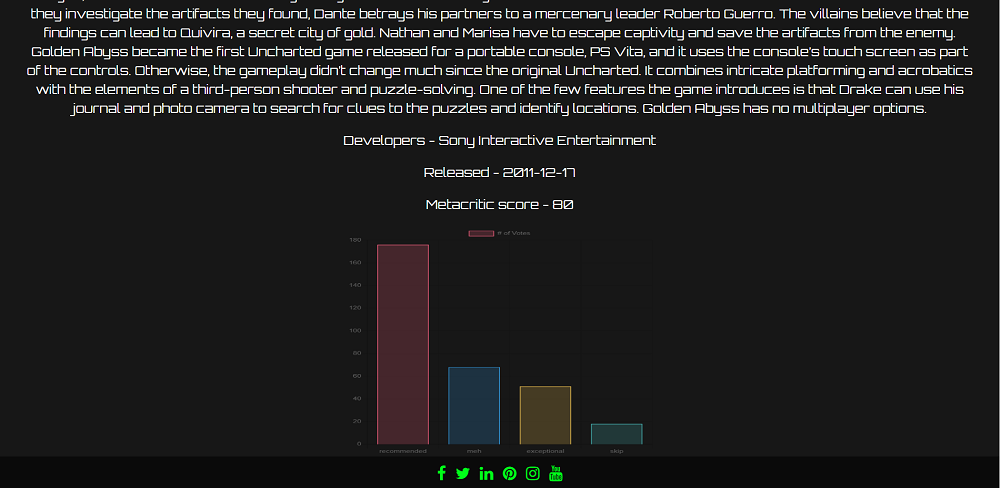 they investigate the artifacts they found, Dante betrays his partners to a mercenary leader Roberto Guerro. The villains believe that the
findings can lead to Quivira, a secret city of gold. Nathan and Marisa have to escape captivity and save the artifacts from the enemy.
Golden Abyss became the first Uncharted game released for a portable console, PS Vita, and it uses the console's touch screen as part
of the controls. Otherwise, the gameplay didn't change much since the original Uncharted. It combines intricate platforming and acrobatics
with the elements of a third-person shooter and puzzle-solving. One of the few features the game introduces is that Drake can use his
journal and photo camera to search for clues to the puzzles and identify locations. Golden Abyss has no multiplayer options.
Developers - Sony Interactive Entertainment
Released - 2011-12-17
Metacritic score - 80
# of Votes
180
160
140
120
100
80
60
40
20
0
recommended meh exceptional skip
You Tube